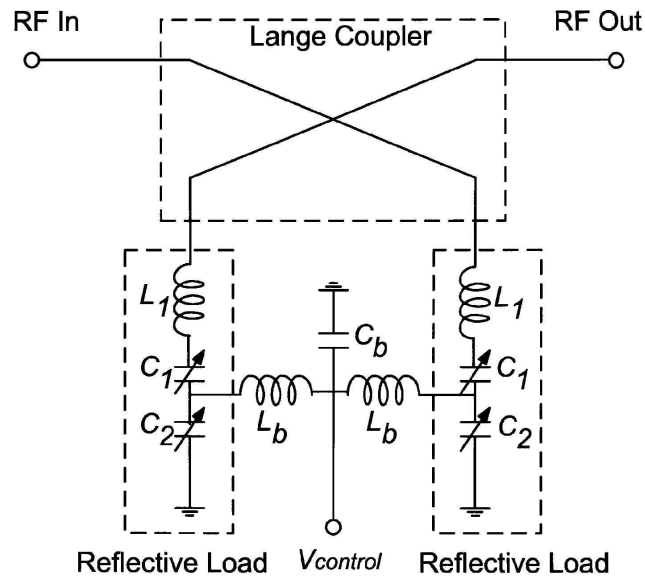 RF In
RF Out
Lange Coupler
L1
L1
Cb
C1
C1
Lb
Lb
C2
C2
Reflective Load
Vcontrol
Reflective Load